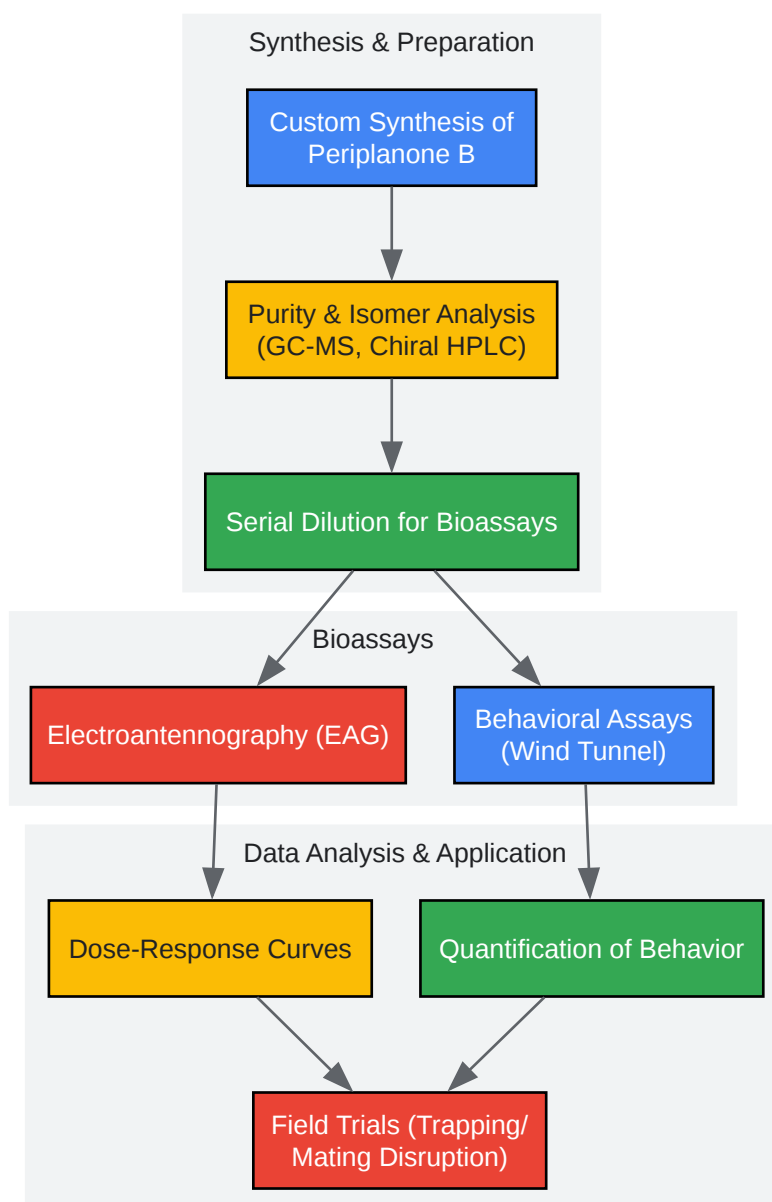 Synthesis & Preparation
Custom Synthesis of
Periplanone B
Purity & Isomer Analysis
(GC-MS, Chiral HPLC)
Serial Dilution for Bioassays
Bioassays
Electroantennography (EAG)
Behavioral Assays
(Wind Tunnel)
Data Analysis & Application
Dose-Response Curves
Quantification of Behavior
Field Trials (Trapping/
Mating Disruption)